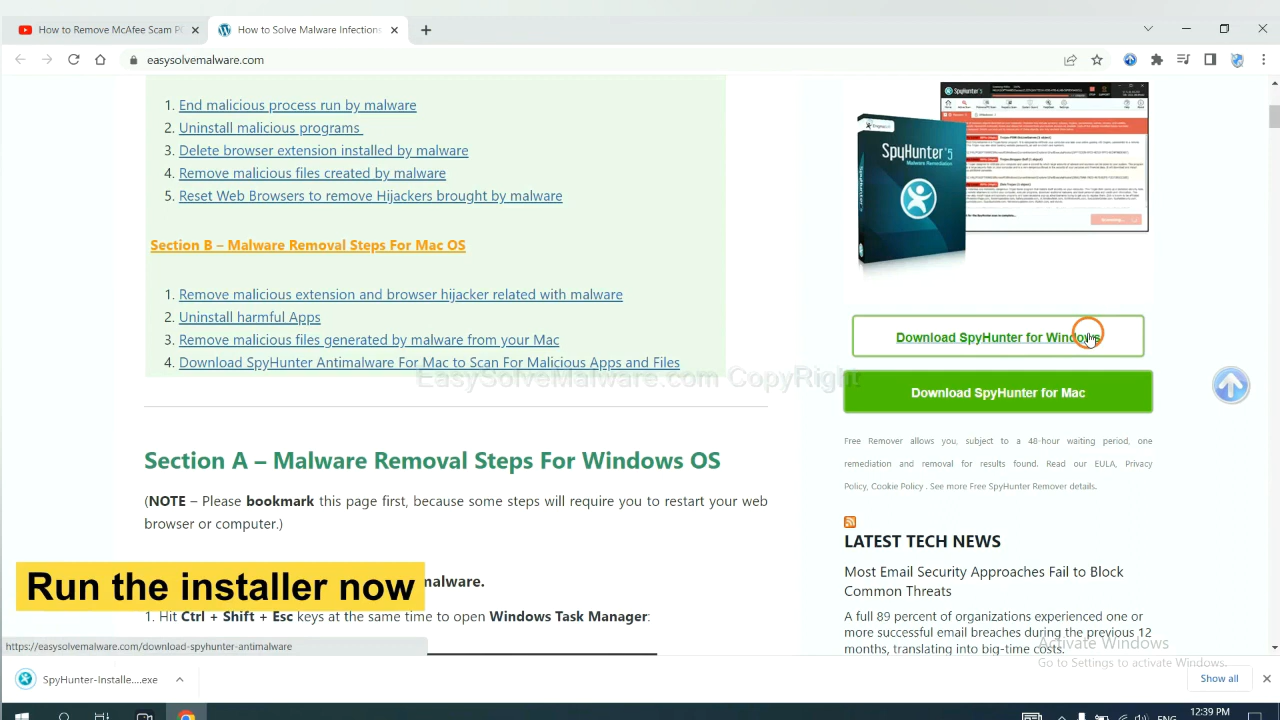 How to Remove McAfee Scam P
How to Solve Malware Infections
easysolvemalware.com
1. End malicious process run by malware
2. Uninstall malicious programs
3. Delete browser installed by malware
4. Remove malicious files created by malware
5. Reset Web Browser brought by malware
Section B – Malware Removal Steps For Mac OS
1. Remove malicious extension and browser hijacker related with malware
2. Uninstall harmful Apps
3. Remove malicious files generated by malware from your Mac
4. Download SpyHunter Antimalware For Mac to Scan For Malicious Apps and Files
EasySolveMalware.com CopyRight
Section A – Malware Removal Steps For Windows OS
(NOTE – Please bookmark this page first, because some steps will require you to restart your web
browser or computer.)
malware.
Run the installer now
1. Hit Ctrl + Shift + Esc keys at the same time to open Windows Task Manager:
https://easysolvemalware.com/download-spyhunter-antimalware
SpyHunter 5
Malware Remediation
Download SpyHunter for Windows
Download SpyHunter for Mac
Free Remover allows you, subject to a 48-hour waiting period, one
remediation and removal for results found. Read our EULA, Privacy
Policy, Cookie Policy . See more Free SpyHunter Remover details.
LATEST TECH NEWS
Most Email Security Approaches Fail to Block
Common Threats
A full 89 percent of organizations experienced one or
more successful email breaches during the previous 12
months, translating into big-time costs.
Activate Windows
Go to Settings to activate Windows.
SpyHunter-Installe....exe
Show all
ENG
12:39 PM